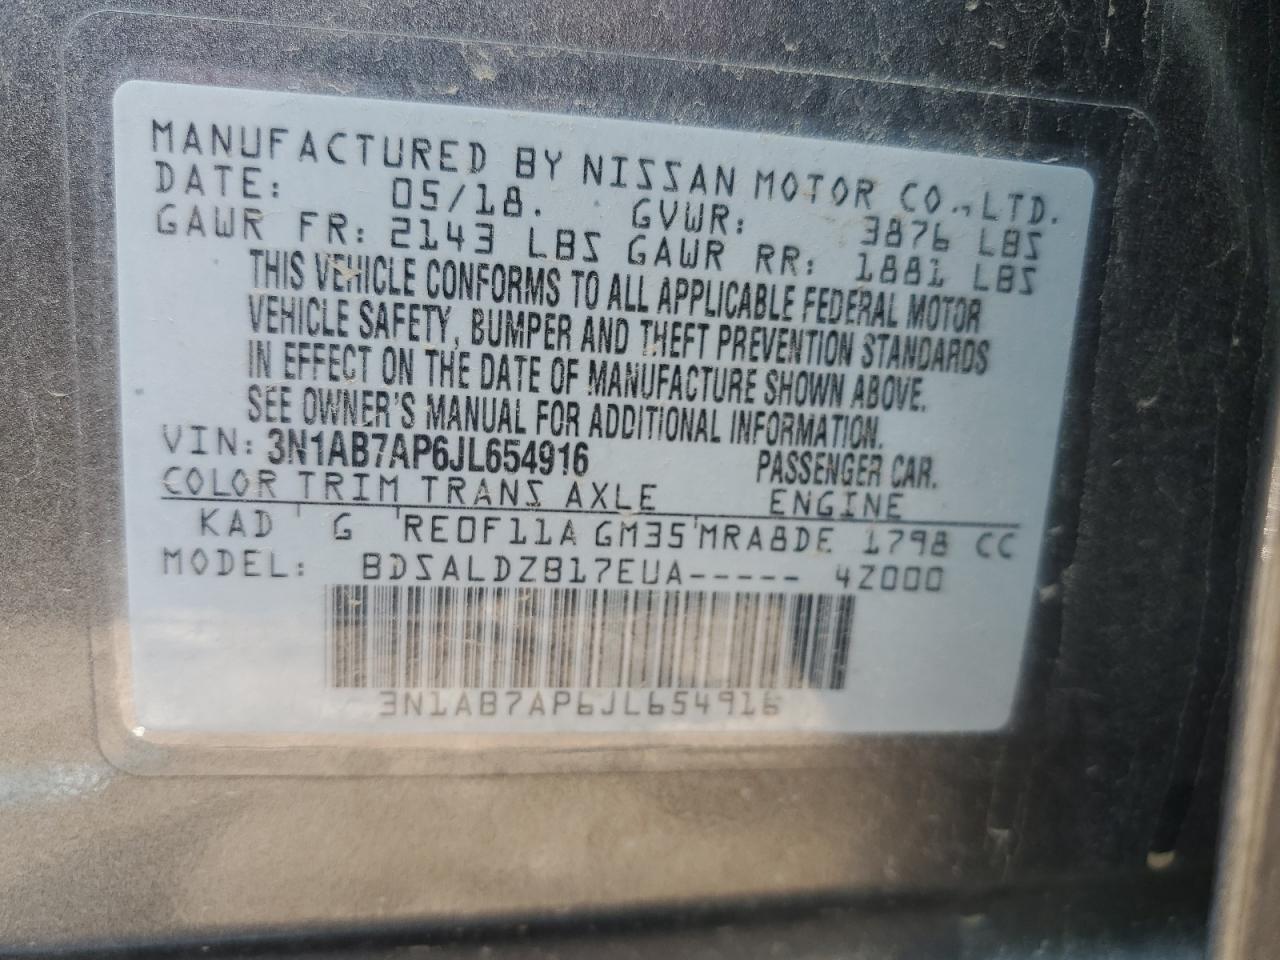 MANUFACTURED BY NISSAN MOTOR CO.,LTD.
DATE: 05/18. GVWR: 3876 LBS
GAWR FR: 2143 LBS GAWR RR: 1881 LBS
THIS VEHICLE CONFORMS TO ALL APPLICABLE FEDERAL MOTOR
VEHICLE SAFETY, BUMPER AND THEFT PREVENTION STANDARDS
IN EFFECT ON THE DATE OF MANUFACTURE SHOWN ABOVE.
SEE OWNER'S MANUAL FOR ADDITIONAL INFORMATION.
VIN: 3N1AB7AP6JL654916 PASSENGER CAR.
COLOR TRIM TRANS AXLE ENGINE
KAD ' G 'RE0F11A GM35'MRA8DE 1798 CC
MODEL: BDSALDZB17EUA----- 4Z000
3N1AB7AP6JL654916